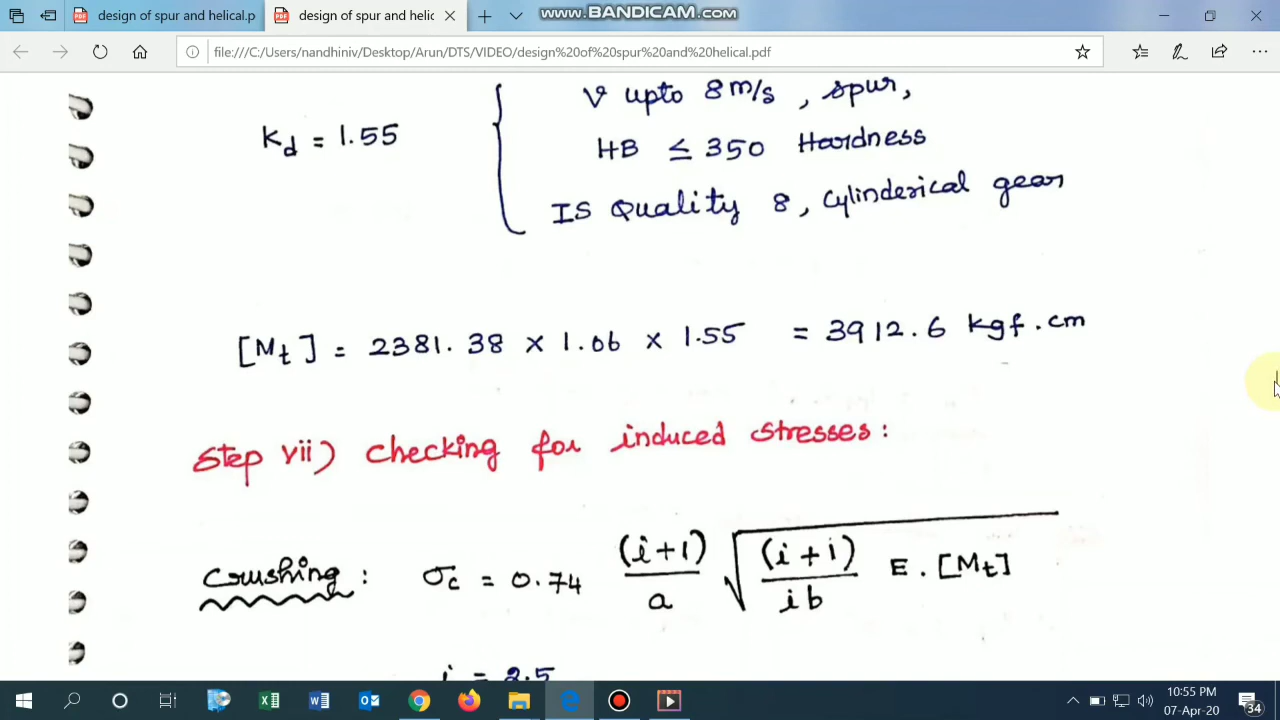 design of spur and helical.p
design of spur and helic
www.BANDICAM.com
file:///C:/Users/nandhiniv/Desktop/Arun/DTS/VIDEO/design%20of%20spur%20and%20helical.pdf
V upto 8m/s , spur,
Kd = 1.55
HB ≤ 350 Hardness
IS Quality 8, Cylinderical gear
[Mt] = 2381.38 × 1.06 × 1.55 = 3912.6 kgf.cm
Step vii) checking for induced stresses:
Crushing : σc = 0.74 (i+1)/a √((i+i)/ib E.[Mt])
i = 2.5
10:55 PM
07-Apr-20
34